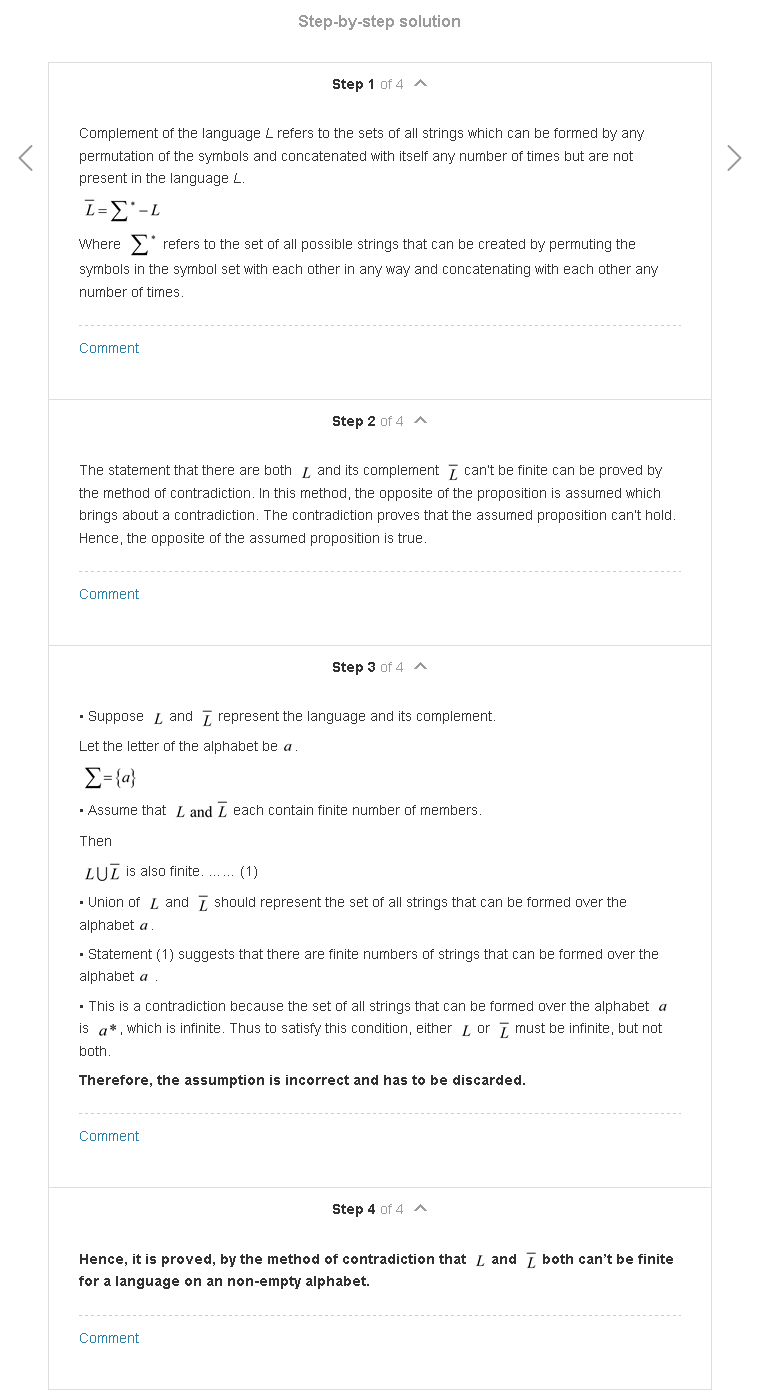 Step-by-step solution
Step 1 of 4
Complement of the language L refers to the sets of all strings which can be formed by any
permutation of the symbols and concatenated with itself any number of times but are not
present in the language L.
L̅=∑*−L
Where ∑* refers to the set of all possible strings that can be created by permuting the
symbols in the symbol set with each other in any way and concatenating with each other any
number of times.
Comment
Step 2 of 4
The statement that there are both L and its complement L̅ can't be finite can be proved by
the method of contradiction. In this method, the opposite of the proposition is assumed which
brings about a contradiction. The contradiction proves that the assumed proposition can't hold.
Hence, the opposite of the assumed proposition is true.
Comment
Step 3 of 4
▪ Suppose L and L̅ represent the language and its complement.
Let the letter of the alphabet be a.
∑={a}
▪ Assume that L and L̅ each contain finite number of members.
Then
L⋃L̅ is also finite. ...... (1)
▪ Union of L and L̅ should represent the set of all strings that can be formed over the
alphabet a.
▪ Statement (1) suggests that there are finite numbers of strings that can be formed over the
alphabet a .
▪ This is a contradiction because the set of all strings that can be formed over the alphabet a
is a*, which is infinite. Thus to satisfy this condition, either L or L̅ must be infinite, but not
both.
Therefore, the assumption is incorrect and has to be discarded.
Comment
Step 4 of 4
Hence, it is proved, by the method of contradiction that L and L̅ both can't be finite
for a language on an non-empty alphabet.
Comment